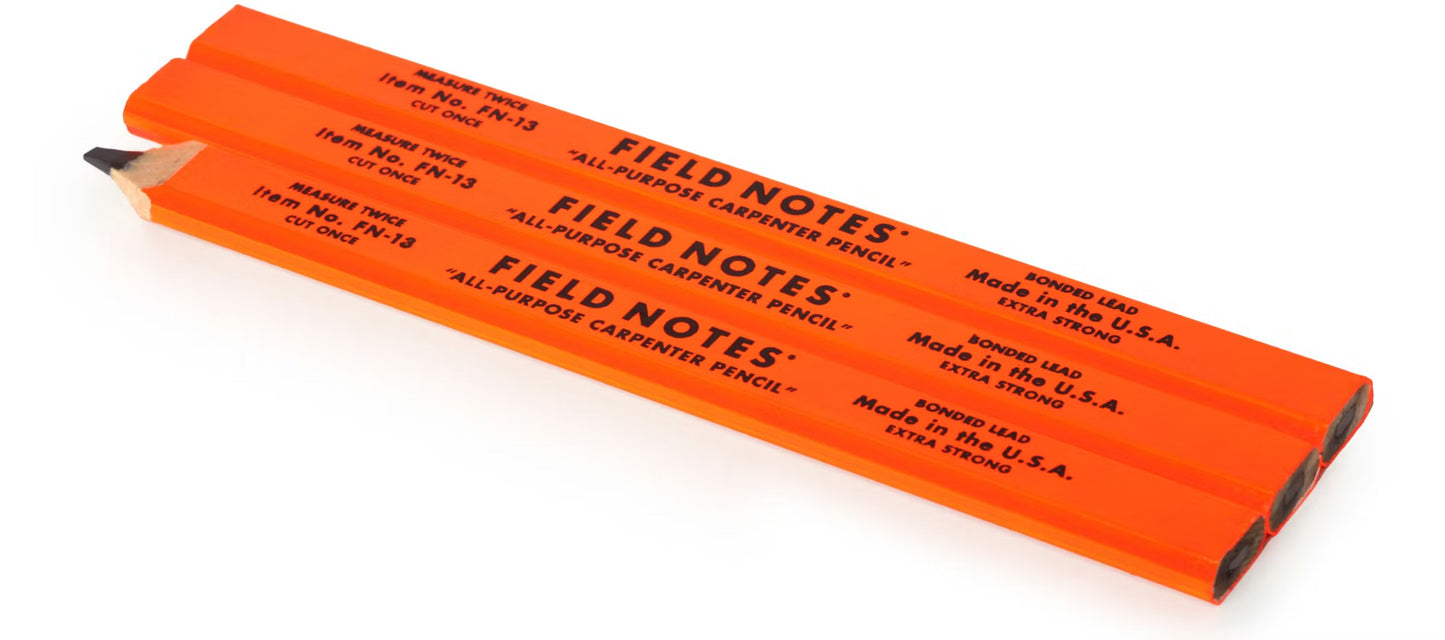 MEASURE TWICE
Item No. FN-13
CUT ONCE
FIELD NOTES®
"ALL-PURPOSE CARPENTER PENCIL"
BONDED LEAD
Made in the U.S.A.
EXTRA STRONG
MEASURE TWICE
Item No. FN-13
CUT ONCE
FIELD NOTES®
"ALL-PURPOSE CARPENTER PENCIL"
BONDED LEAD
Made in the U.S.A.
EXTRA STRONG
MEASURE TWICE
Item No. FN-13
CUT ONCE
FIELD NOTES®
"ALL-PURPOSE CARPENTER PENCIL"
BONDED LEAD
Made in the U.S.A.
EXTRA STRONG